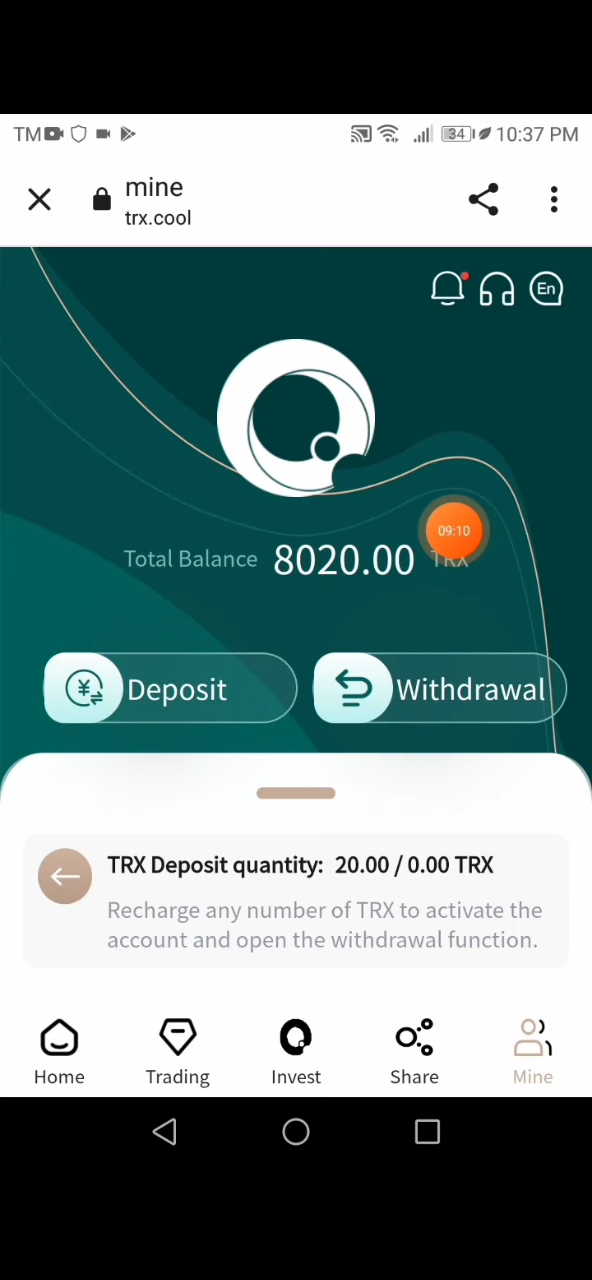 TM 34 10:37 PM
mine
trx.cool
En
09:10
Total Balance 8020.00 TRX
Deposit
Withdrawal
TRX Deposit quantity: 20.00 / 0.00 TRX
Recharge any number of TRX to activate the
account and open the withdrawal function.
Home Trading Invest Share Mine